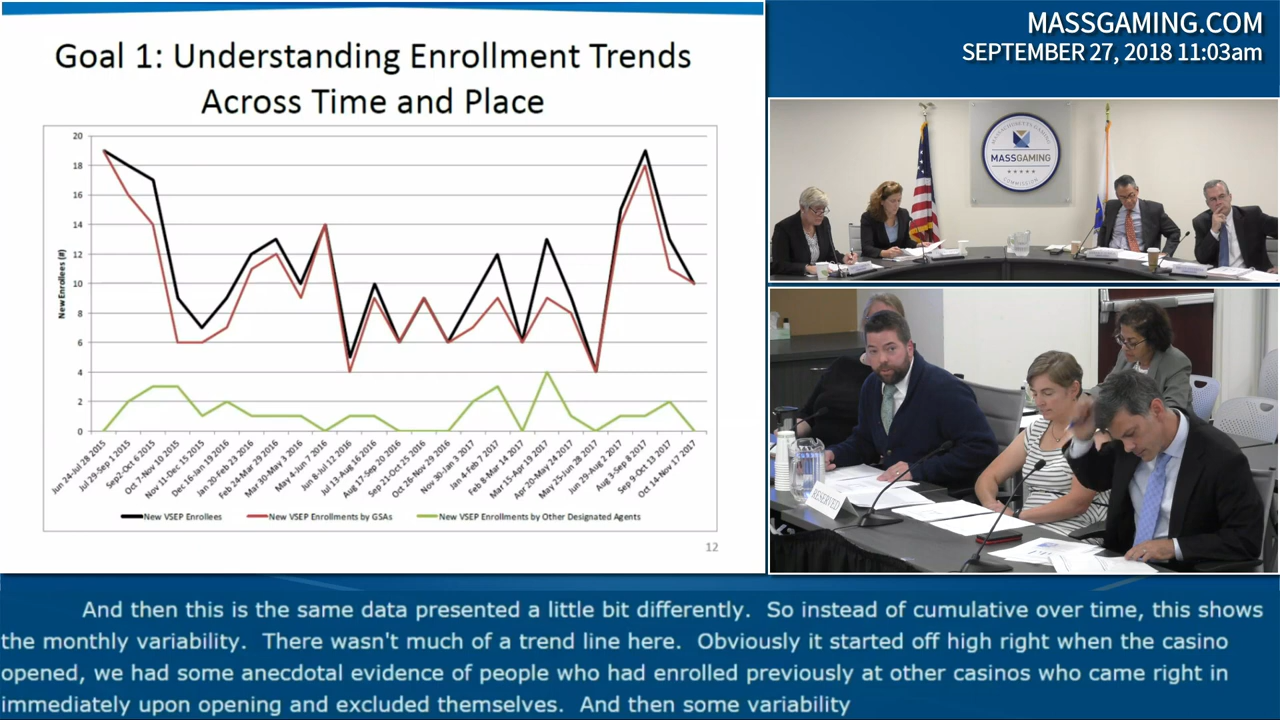 Goal 1: Understanding Enrollment Trends
Across Time and Place
New Enrollees (#)
20
18
16
14
12
10
8
6
4
2
0
Jun 24-Jul 28 2015
Jul 29-Sep 1 2015
Sep2-Oct 6 2015
Oct 7-Nov 10 2015
Nov 11-Dec 15 2015
Dec 16-Jan 19 2016
Jan 20-Feb 23 2016
Feb 24-Mar 29 2016
Mar 30-May 3 2016
May 4-Jun 7 2016
Jun 8-Jul 12 2016
Jul 13-Aug 16 2016
Aug 17-Sep 20 2016
Sep 21-Oct 25 2016
Oct 26-Nov 29 2016
Nov 30-Jan 3 2017
Jan 4-Feb 7 2017
Feb 8-Mar 14 2017
Mar 15-Apr 19 2017
Apr 20-May 24 2017
May 25-Jun 28 2017
Jun 29-Aug 2 2017
Aug 3-Sep 8 2017
Sep 9-Oct 13 2017
Oct 14-Nov 17 2017
New VSEP Enrollees
New VSEP Enrollments by GSAs
New VSEP Enrollments by Other Designated Agents
12
MASSGAMING.COM
SEPTEMBER 27, 2018 11:03am
MASSACHUSETTS GAMING
MASSGAMING
COMMISSION
RESERVED
And then this is the same data presented a little bit differently. So instead of cumulative over time, this shows
the monthly variability. There wasn't much of a trend line here. Obviously it started off high right when the casino
opened, we had some anecdotal evidence of people who had enrolled previously at other casinos who came right in
immediately upon opening and excluded themselves. And then some variability